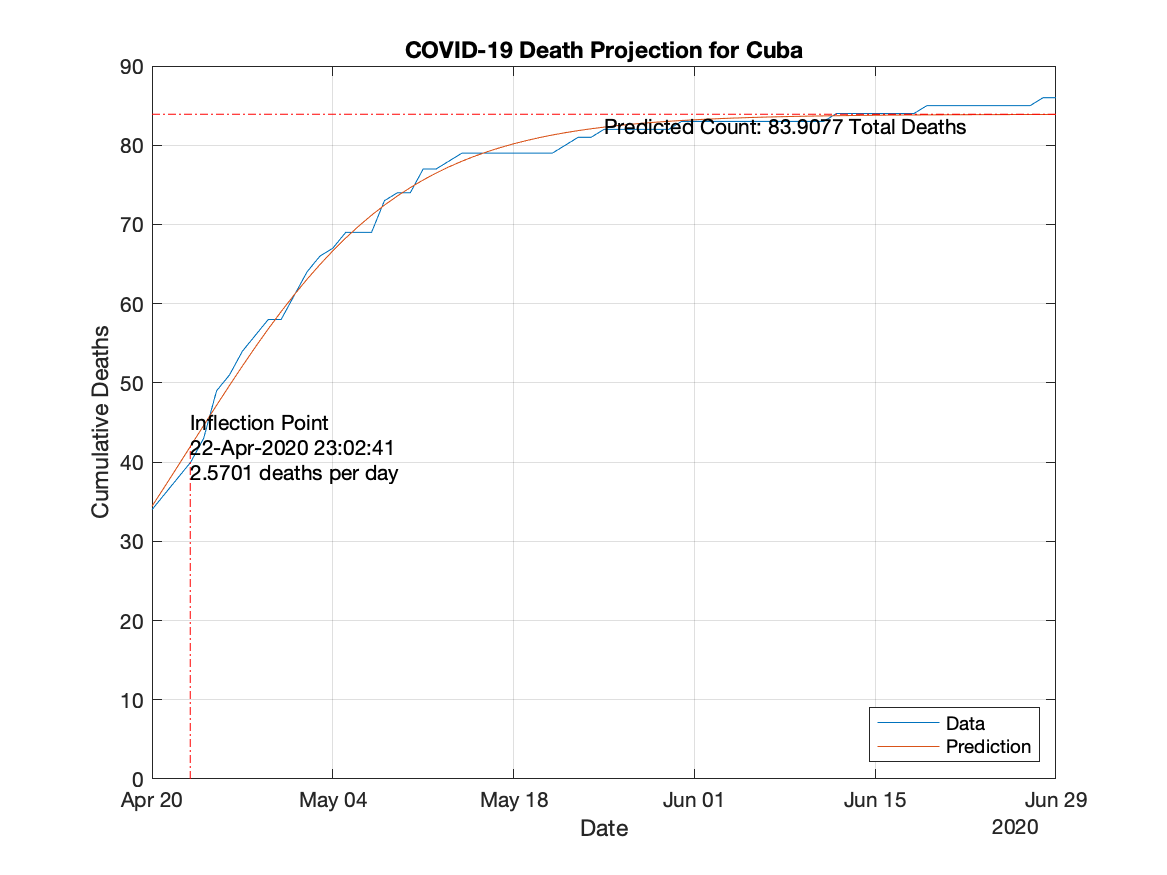 COVID-19 Death Projection for Cuba
90
80
70
60
50
40
30
20
10
0
Cumulative Deaths
Predicted Count: 83.9077 Total Deaths
Inflection Point
22-Apr-2020 23:02:41
2.5701 deaths per day
Data
Prediction
Apr 20 May 04 May 18 Jun 01 Jun 15 Jun 29
Date
2020